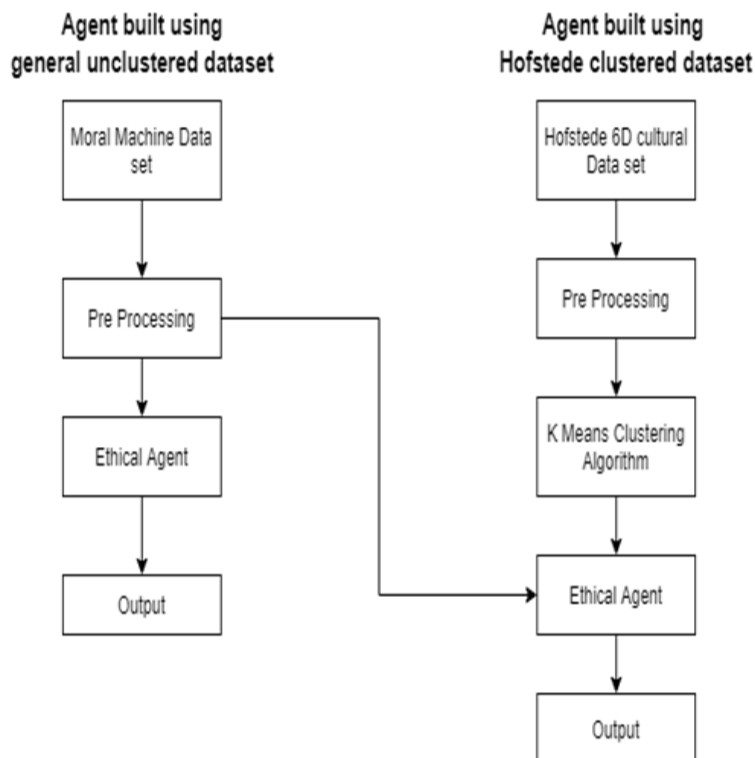 Agent built using
general unclustered dataset
Moral Machine Data
set
Pre Processing
Ethical Agent
Output
Agent built using
Hofstede clustered dataset
Hofstede 6D cultural
Data set
Pre Processing
K Means Clustering
Algorithm
Ethical Agent
Output